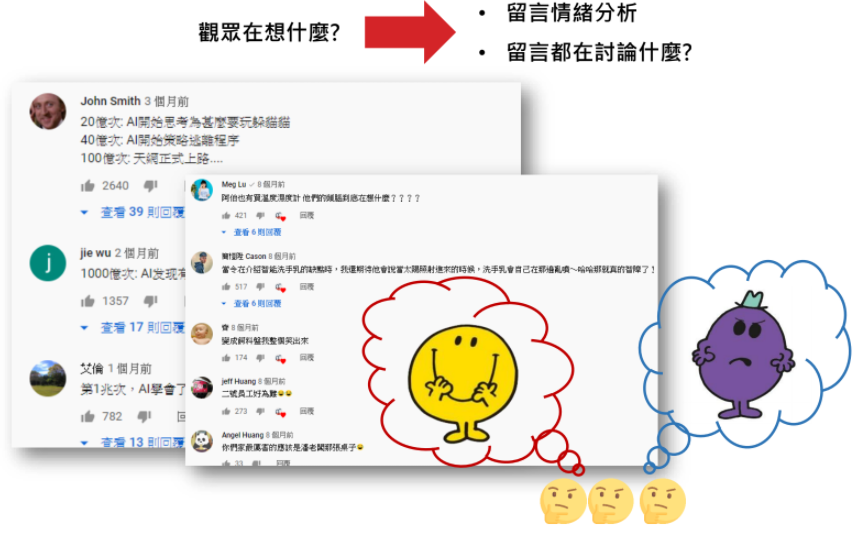 觀眾在想什麼?
• 留言情緒分析
• 留言都在討論什麼?
John Smith 3 個月前
20億次: AI開始思考為甚麼要玩躲貓貓
40億次: AI開始策略逃離程序
100億次: 天網正式上路....
2640
查看 39 則回覆
jie wu 2 個月前
1000億次: AI发现有
1357
查看 17 則回覆
艾倫 1 個月前
第1兆次，AI學會了
782
查看 13 則回覆
Meg Lu 8 個月前
阿伯也有買溫度濕度計 他們的頭腦到底在想什麼？？？？
421 回覆
查看 6 則回覆
Cason 8 個月前
當令在介紹智能洗手乳的缺點時，我還期待他會說當太陽照射進來的時候，洗手乳會自己在那邊亂噴～哈哈那就真的智障了！
517 回覆
查看 6 則回覆
8 個月前
變成飼料盤我整個笑出來
174 回覆
jeff Huang 8 個月前
二號員工好為難
273 回覆
Angel Huang 8 個月前
你們家最厲害的應該是潘老闆那張桌子
33 回覆
j